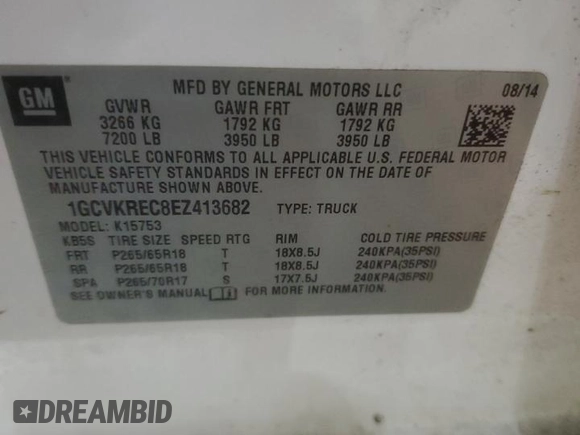 GM
®
MFD BY GENERAL MOTORS LLC 08/14
GVWR GAWR FRT GAWR RR
3266 KG 1792 KG 1792 KG
7200 LB 3950 LB 3950 LB
THIS VEHICLE CONFORMS TO ALL APPLICABLE U.S. FEDERAL MOTOR
VEHICLE SAFETY STANDARDS IN EFFECT ON THE DATE OF
MANUFACTURE SHOWN ABOVE.
1GCVKREC8EZ413682 TYPE: TRUCK
MODEL: K15753
KB5S TIRE SIZE SPEED RTG RIM COLD TIRE PRESSURE
FRT P265/65R18 T 18X8.5J 240KPA(35PSI)
RR P265/65R18 T 18X8.5J 240KPA(35PSI)
SPA P265/70R17 S 17X7.5J 240KPA(35PSI)
SEE OWNER'S MANUAL FOR MORE INFORMATION.
DREAMBID